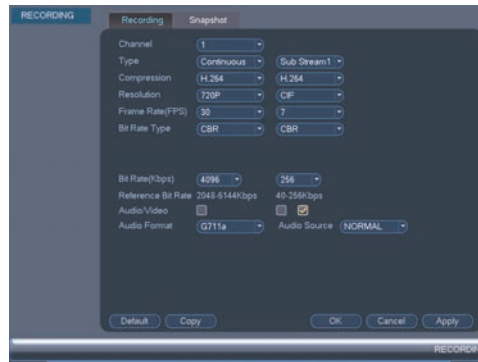 RECORDING
Recording Snapshot
Channel 1
Type Continuous Sub Stream1
Compression H.264 H.264
Resolution 720P CIF
Frame Rate(FPS) 30 7
Bit Rate Type CBR CBR
Bit Rate(Kbps) 4096 256
Reference Bit Rate 2048-6144Kbps 40-256Kbps
Audio/Video
Audio Format G711a Audio Source NORMAL
Default Copy OK Cancel Apply
RECORDIN